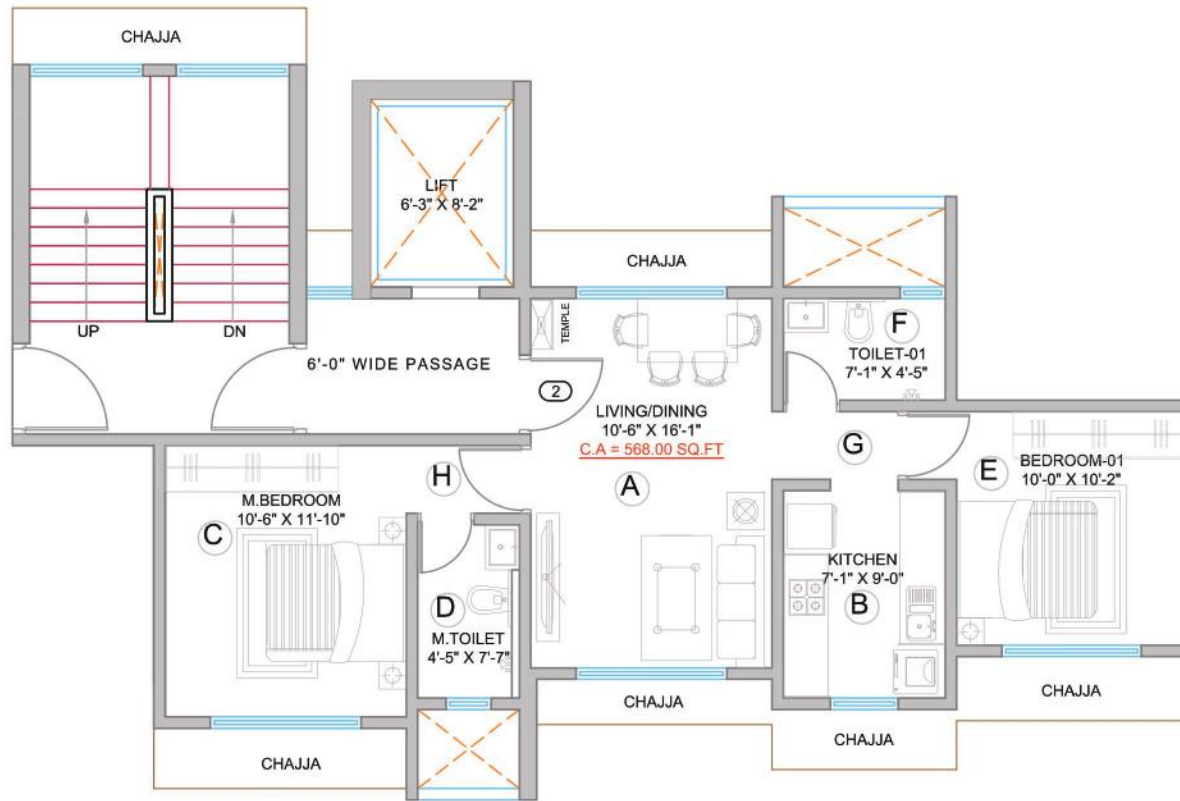 CHAJJA
LIFT
6'-3" X 8'-2"
CHAJJA
UP
DN
TEMPLE
F
TOILET-01
7'-1" X 4'-5"
6'-0" WIDE PASSAGE
2
LIVING/DINING
10'-6" X 16'-1"
C.A = 568.00 SQ.FT
A
G
E
BEDROOM-01
10'-0" X 10'-2"
H
M.BEDROOM
10'-6" X 11'-10"
C
KITCHEN
7'-1" X 9'-0"
B
D
M.TOILET
4'-5" X 7'-7"
CHAJJA
CHAJJA
CHAJJA
CHAJJA